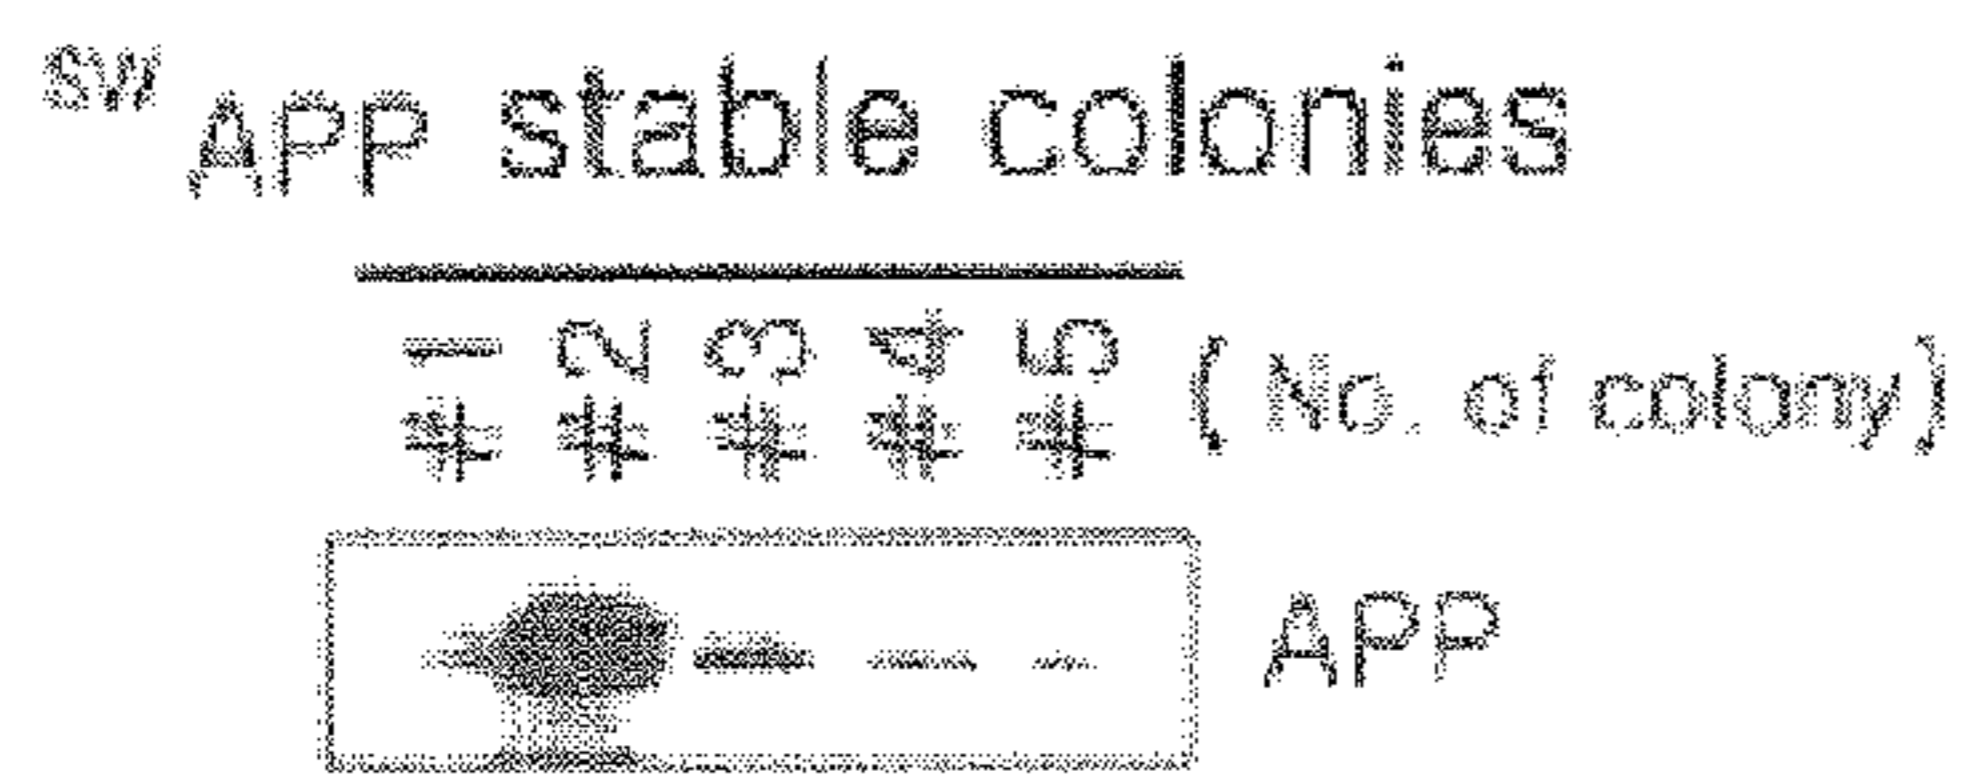 SW APP stable colonies
#1 #2 #3 #4 #5 ( No. of colony)
APP